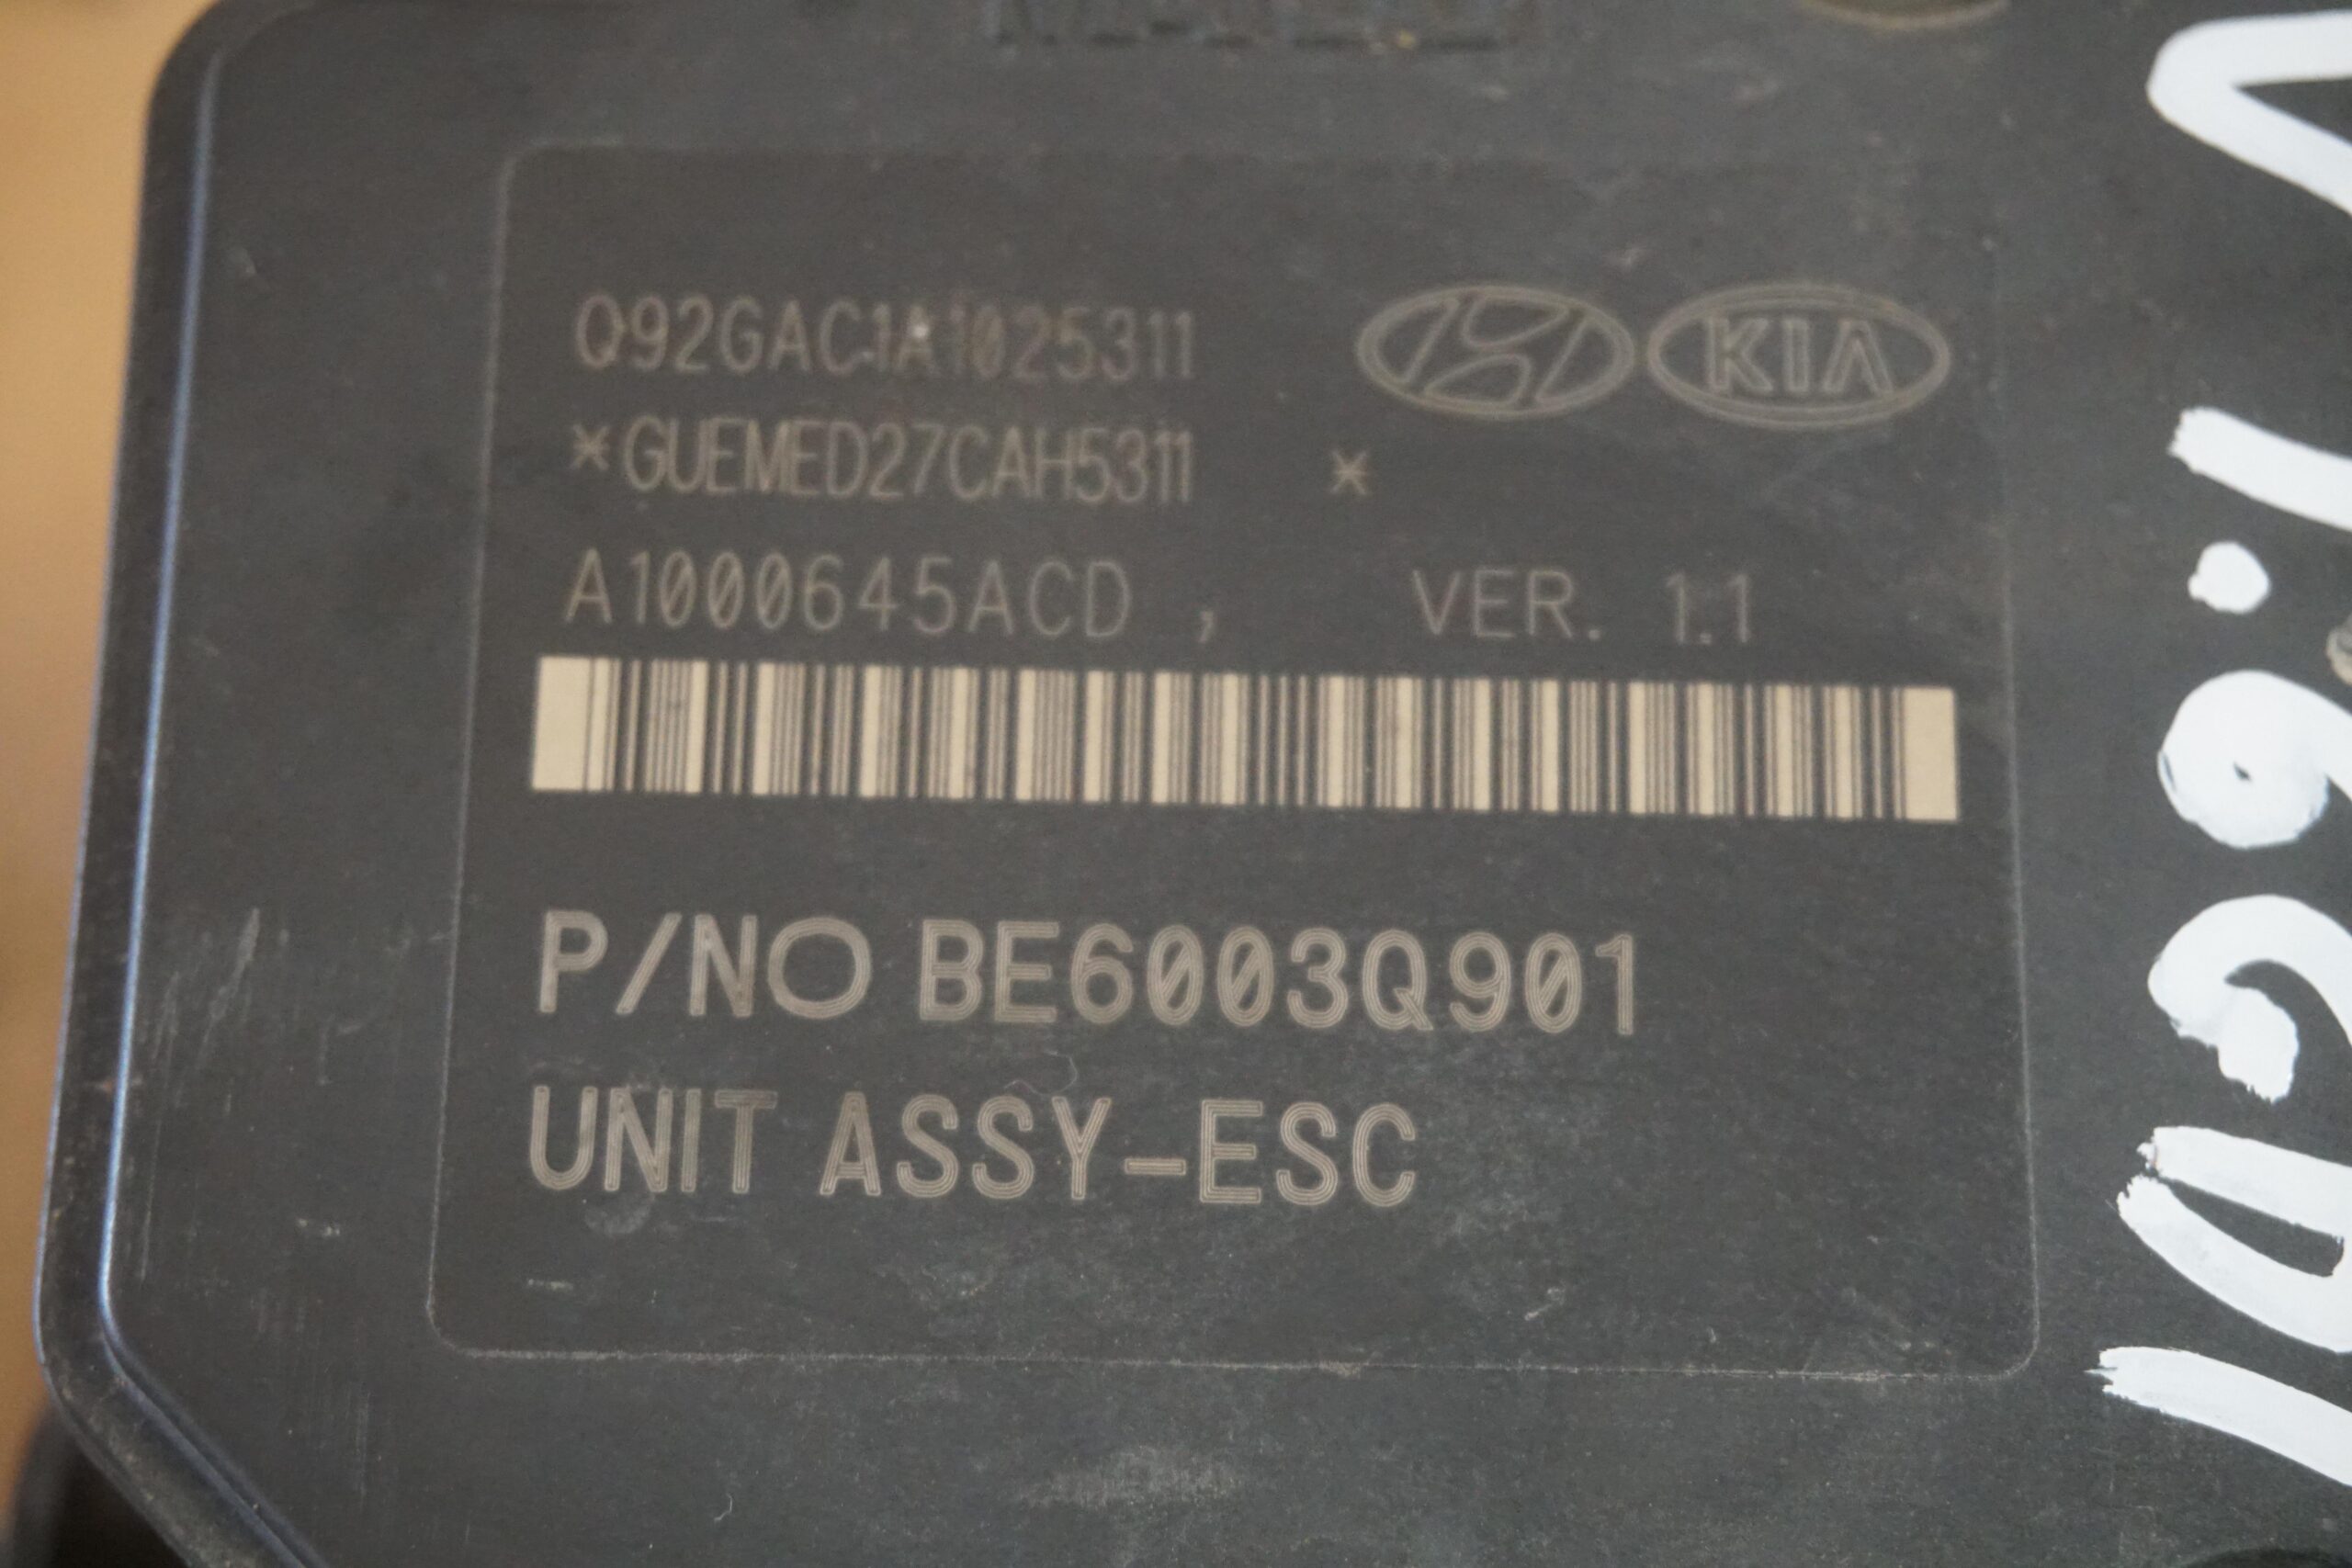 Q92GAC1A1025311
KIA
*GUEMED27CAH5311 *
A1000645ACD , VER. 1.1
P/NO BE6003Q901
UNIT ASSY-ESC